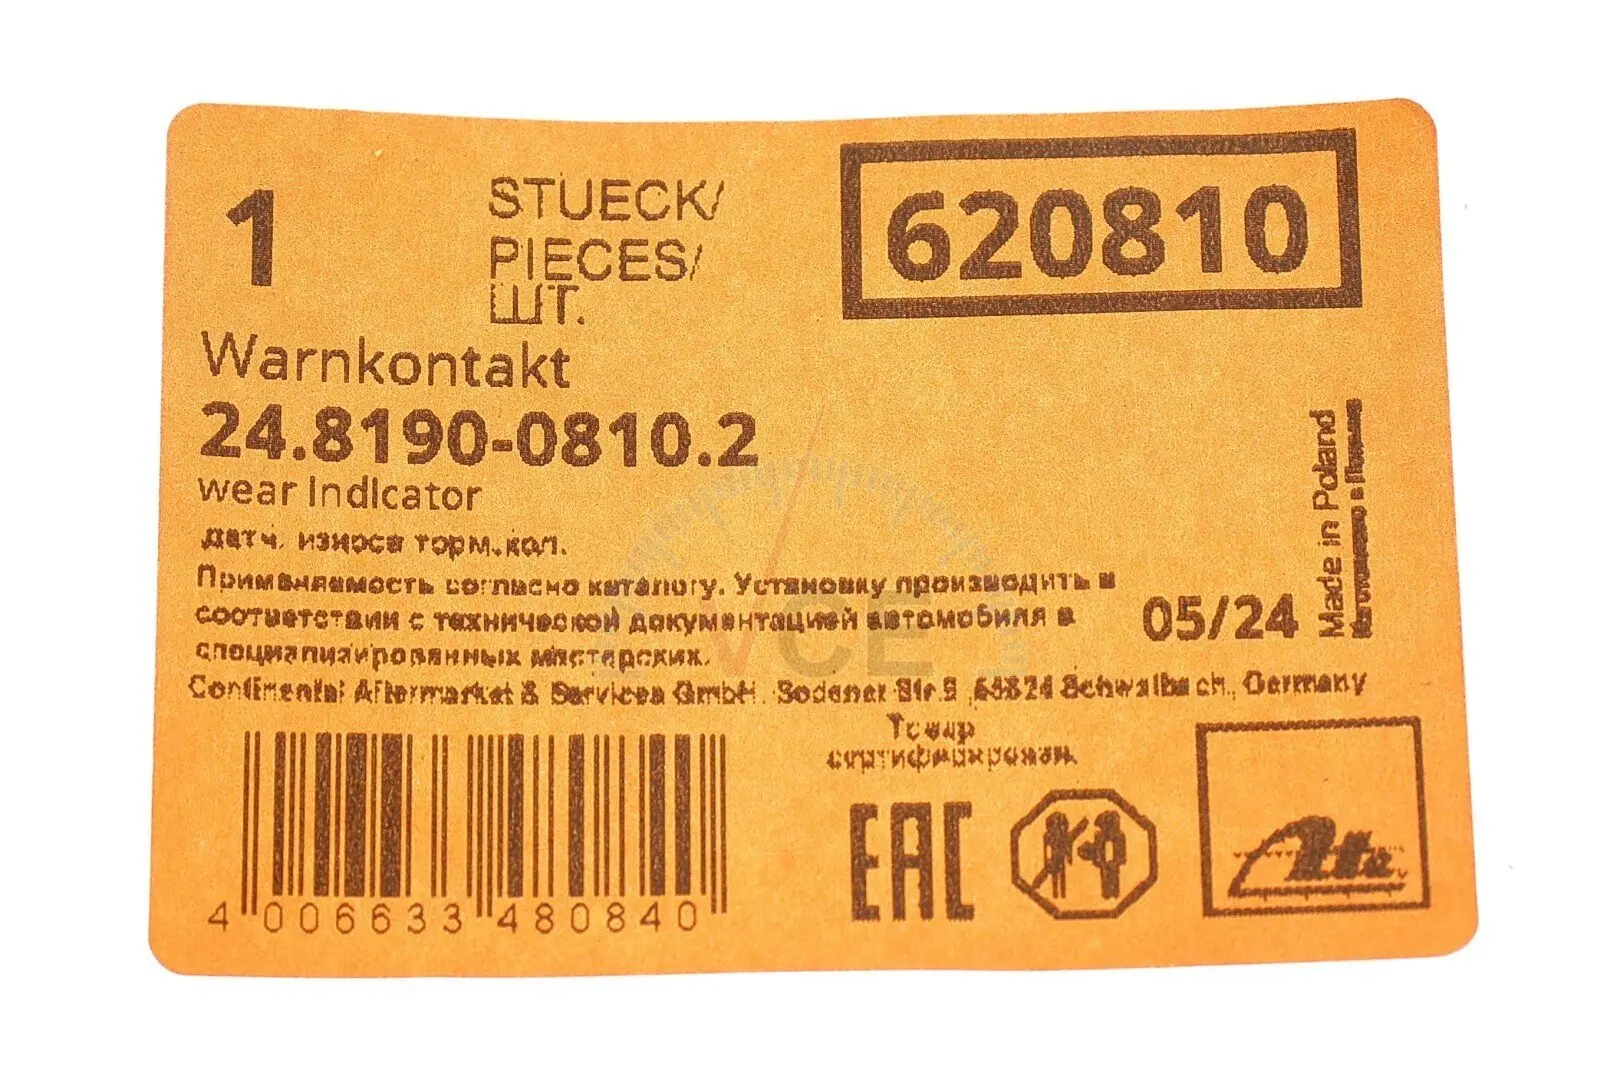 1
STUECK/
PIECES/
ШТ.
620810
Warnkontakt
24.8190-0810.2
wear Indicator
Датч. износа торм.кол.
Применяемость согласно каталогу. Установку производить в
соответствии с технической документацией автомобиля в
специализированных мастерских.
05/24
Made in Poland
Continental Aftermarket & Services GmbH, Sodener Str.9, 65824 Schwalbach, Germany
Товар
сертифицирован.
4 006633 480840
EAC
Ate
VCE